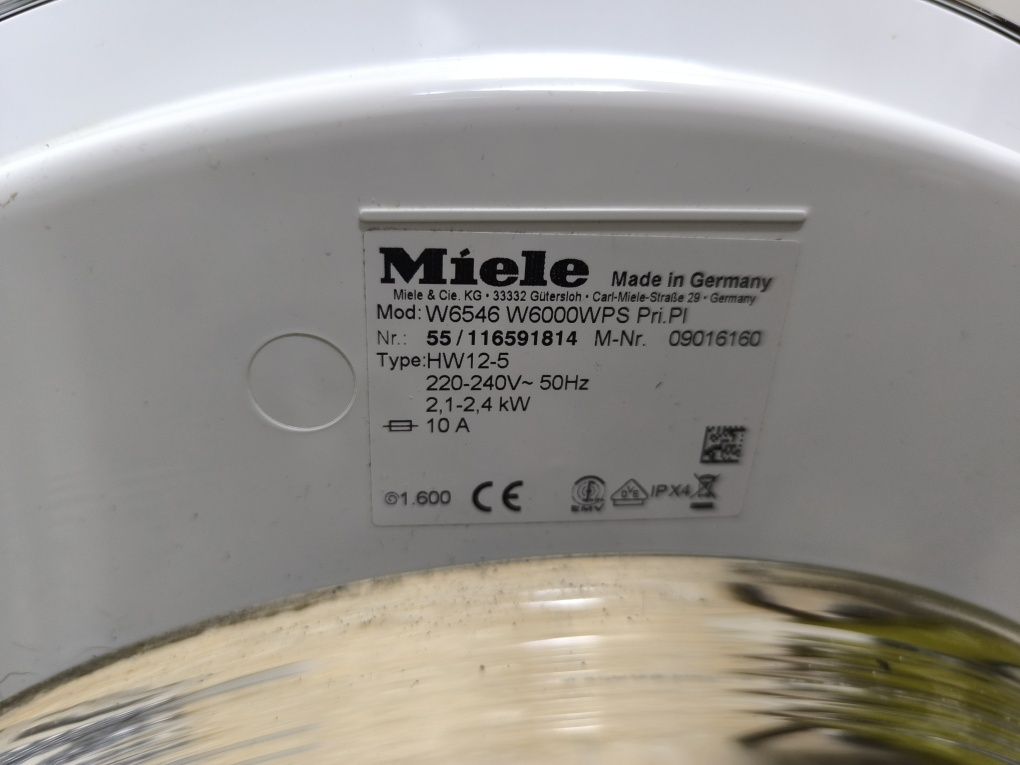 Miele Made in Germany
Miele & Cie. KG · 33332 Gütersloh · Carl-Miele-Straße 29 · Germany
Mod: W6546 W6000WPS Pri.Pl
Nr.: 55 / 116591814 M-Nr. 09016160
Type: HW12-5
220-240V~ 50Hz
2,1-2,4 kW
10 A
1.600 CE EMV OVE IPX4